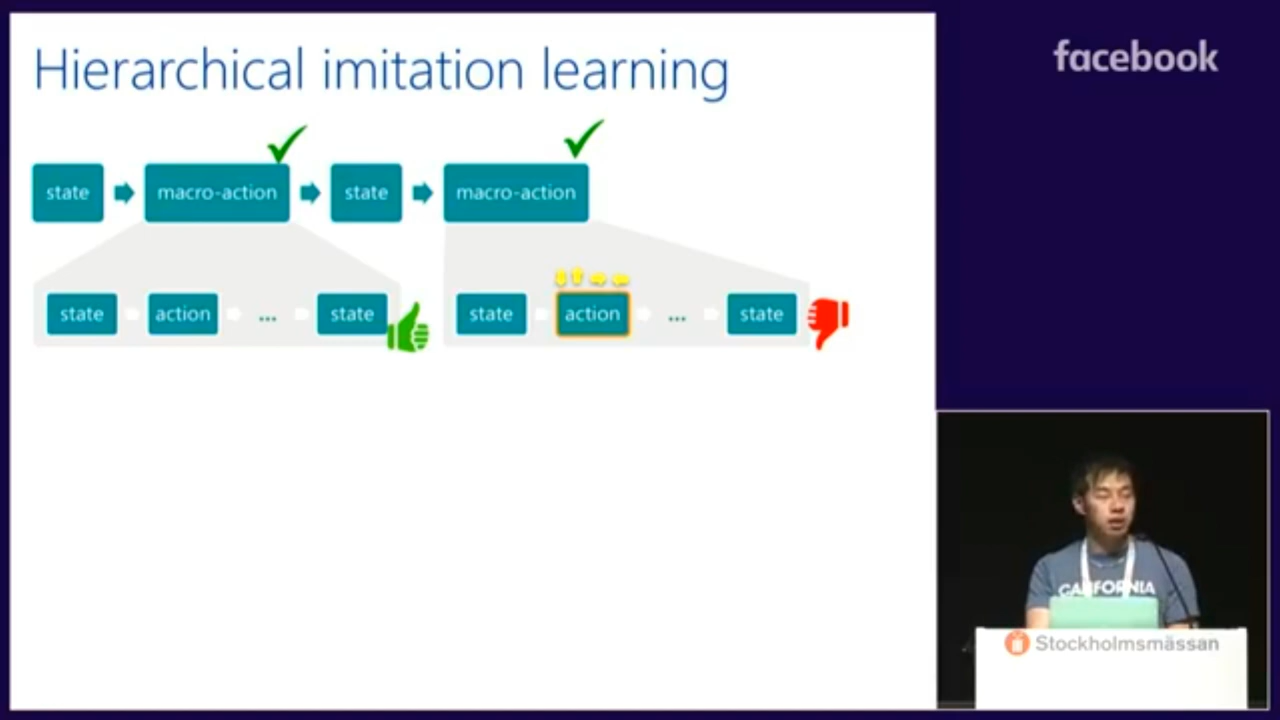 Hierarchical imitation learning
facebook
state macro-action state macro-action
state action ... state state action ... state
CALIFORNIA
Stockholmsmässan